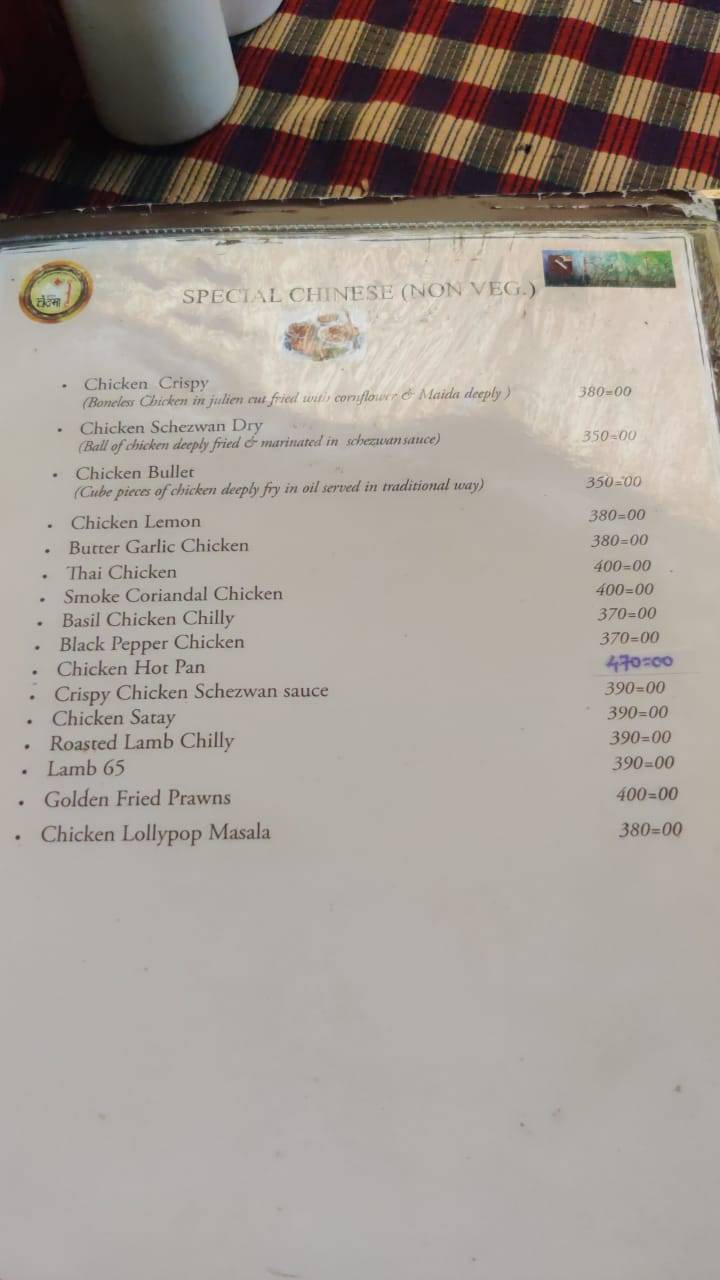 SPECIAL CHINESE (NON VEG.)
• Chicken Crispy 380=00
(Boneless Chicken in julien cut fried with cornflower & Maida deeply )
• Chicken Schezwan Dry 350=00
(Ball of chicken deeply fried & marinated in schezwan sauce)
• Chicken Bullet 350=00
(Cube pieces of chicken deeply fry in oil served in traditional way)
• Chicken Lemon 380=00
• Butter Garlic Chicken 380=00
• Thai Chicken 400=00
• Smoke Coriandal Chicken 400=00
• Basil Chicken Chilly 370=00
• Black Pepper Chicken 370=00
• Chicken Hot Pan 470=00
• Crispy Chicken Schezwan sauce 390=00
• Chicken Satay 390=00
• Roasted Lamb Chilly 390=00
• Lamb 65 390=00
• Golden Fried Prawns 400=00
• Chicken Lollypop Masala 380=00